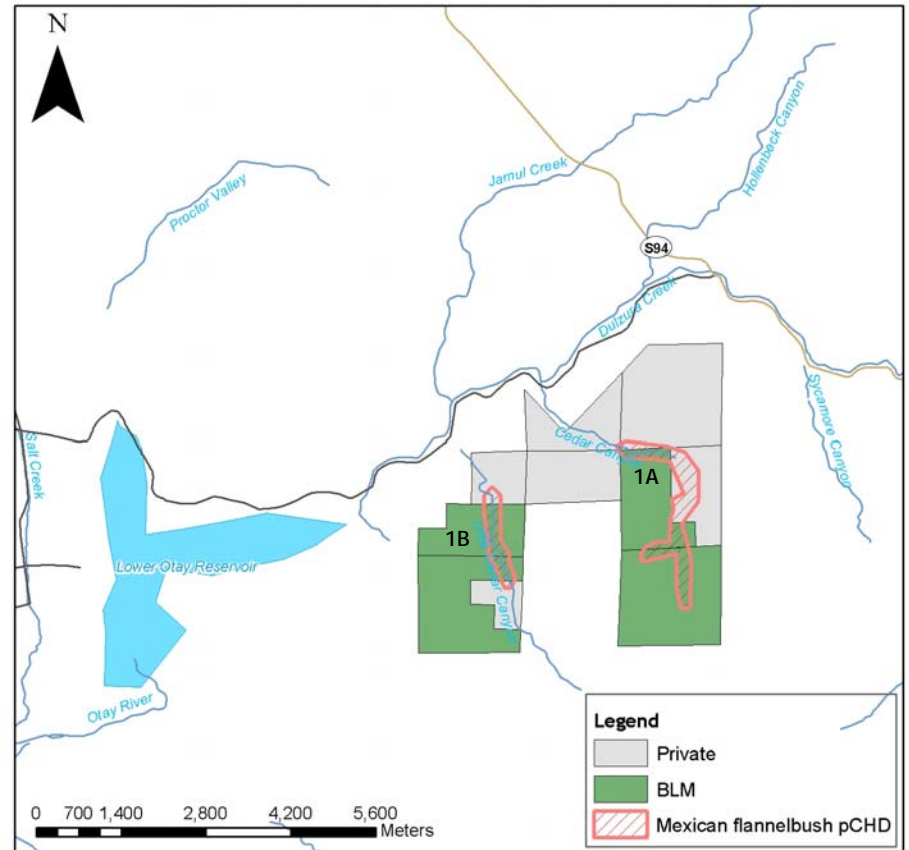 N
Hollenbeck Canyon
Jamul Creek
Proctor Valley
S94
Dulzura Creek
Sycamore Canyon
Cedar Canyon
Salt Creek
1A
1B
Lower Otay Reservoir
Canyon
Otay River
Legend
Private
BLM
Mexican flannelbush pCHD
0 700 1,400 2,800 4,200 5,600
Meters